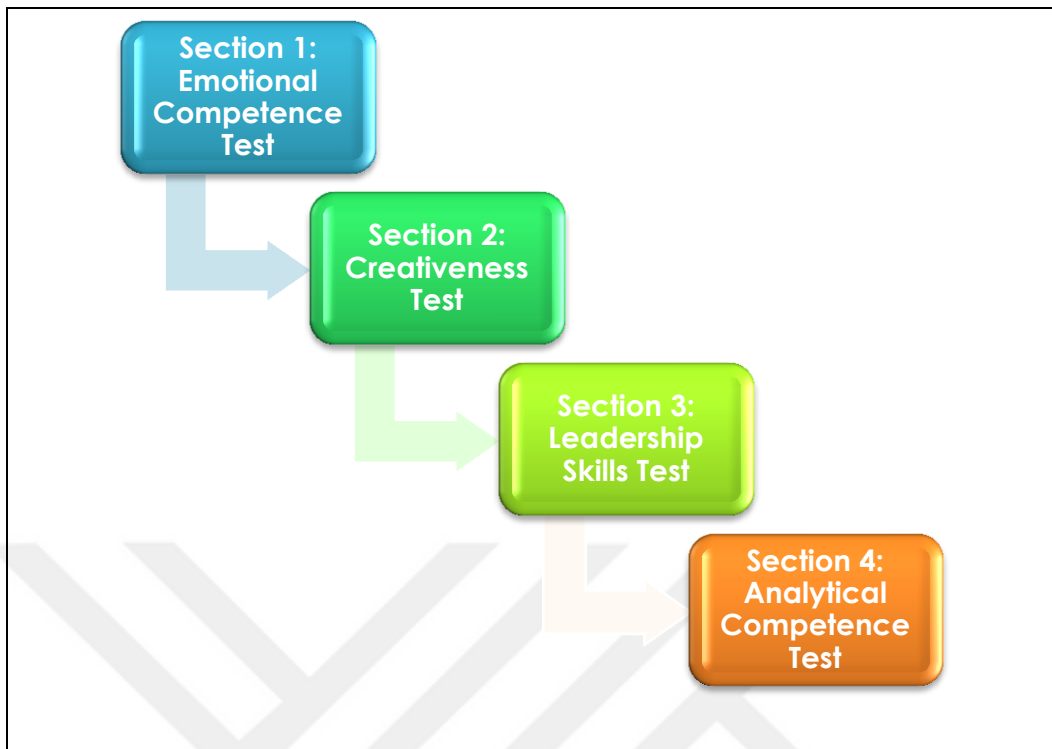 Section 1:
Emotional
Competence
Test
Section 2:
Creativeness
Test
Section 3:
Leadership
Skills Test
Section 4:
Analytical
Competence
Test